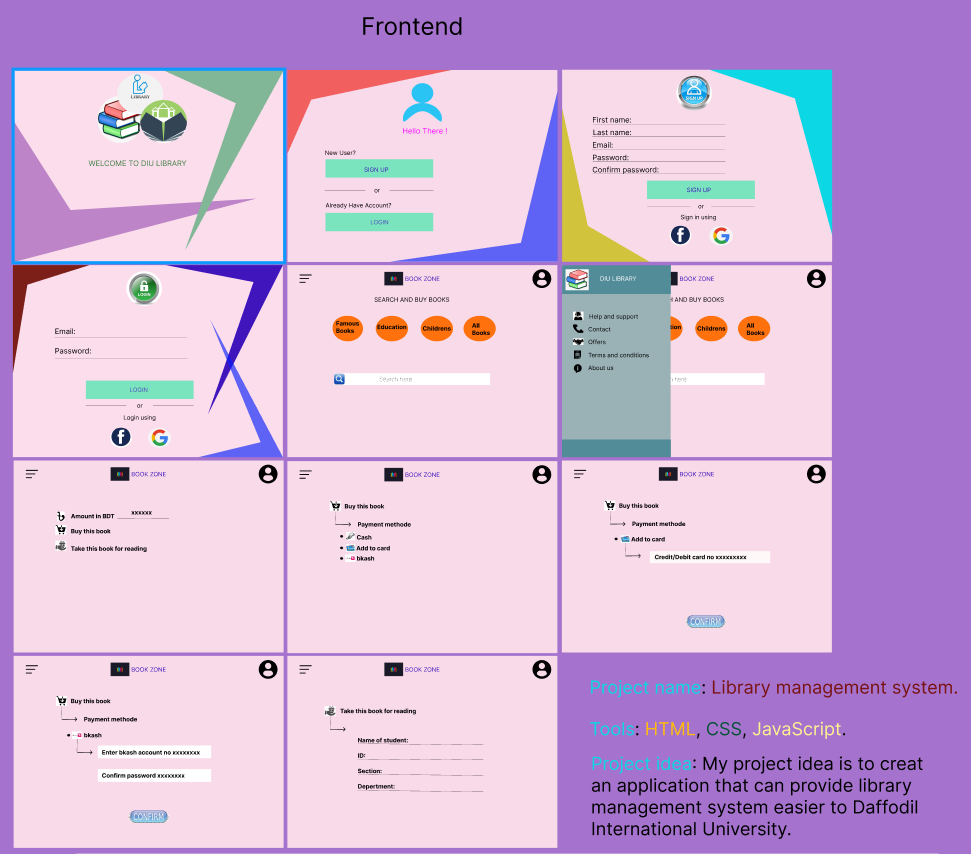 Frontend
LIBRARY
WELCOME TO DIU LIBRARY
Hello There !
New User?
SIGN UP
or
Already Have Account?
LOGIN
SIGN UP
First name:
Last name:
Email:
Password:
Confirm password:
SIGN UP
or
Sign in using
LOGIN
Email:
Password:
LOGIN
or
Login using
BOOK ZONE
SEARCH AND BUY BOOKS
Famous
Books
Education
Childrens
All
Books
Search here
DIU LIBRARY
Help and support
Contact
Offers
Terms and conditions
About us
BOOK ZONE
H AND BUY BOOKS
tion
Childrens
All
Books
h here
BOOK ZONE
Amount in BDT xxxxxx
Buy this book
Take this book for reading
BOOK ZONE
Buy this book
Payment methode
Cash
Add to card
bkash
BOOK ZONE
Buy this book
Payment methode
Add to card
Credit/Debit card no xxxxxxxxx
CONFIRM
BOOK ZONE
Buy this book
Payment methode
bkash
Enter bkash account no xxxxxxxx
Confirm password xxxxxxxx
CONFIRM
BOOK ZONE
Take this book for reading
Name of student:
ID:
Section:
Depertment:
Project name: Library management system.
Tools: HTML, CSS, JavaScript.
Project idea: My project idea is to creat
an application that can provide library
management system easier to Daffodil
International University.